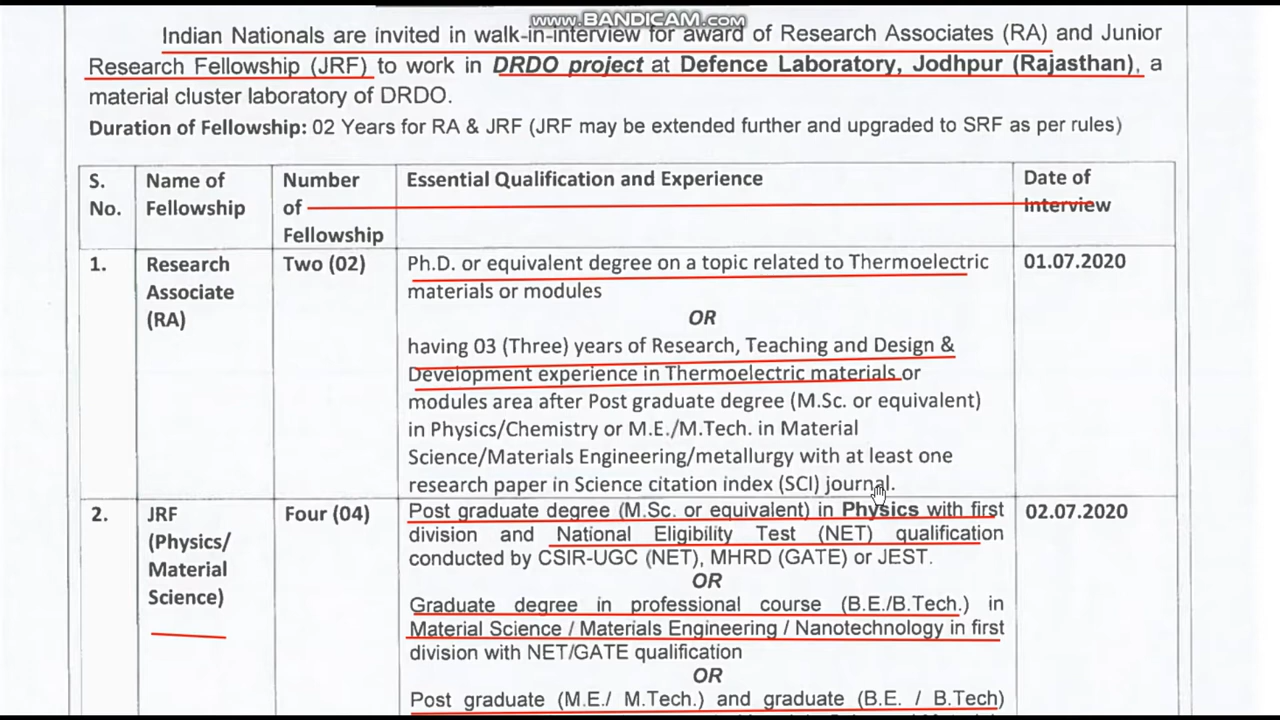 www.BANDICAM.com
Indian Nationals are invited in walk-in-interview for award of Research Associates (RA) and Junior
Research Fellowship (JRF) to work in DRDO project at Defence Laboratory, Jodhpur (Rajasthan), a
material cluster laboratory of DRDO.
Duration of Fellowship: 02 Years for RA & JRF (JRF may be extended further and upgraded to SRF as per rules)
S. No.
Name of Fellowship
Number of Fellowship
Essential Qualification and Experience
Date of Interview
1.
Research Associate (RA)
Two (02)
Ph.D. or equivalent degree on a topic related to Thermoelectric
materials or modules
OR
having 03 (Three) years of Research, Teaching and Design &
Development experience in Thermoelectric materials or
modules area after Post graduate degree (M.Sc. or equivalent)
in Physics/Chemistry or M.E./M.Tech. in Material
Science/Materials Engineering/metallurgy with at least one
research paper in Science citation index (SCI) journal.
01.07.2020
2.
JRF
(Physics/
Material
Science)
Four (04)
Post graduate degree (M.Sc. or equivalent) in Physics with first
division and National Eligibility Test (NET) qualification
conducted by CSIR-UGC (NET), MHRD (GATE) or JEST.
OR
Graduate degree in professional course (B.E./B.Tech.) in
Material Science / Materials Engineering / Nanotechnology in first
division with NET/GATE qualification
OR
Post graduate (M.E./ M.Tech.) and graduate (B.E. / B.Tech)
02.07.2020